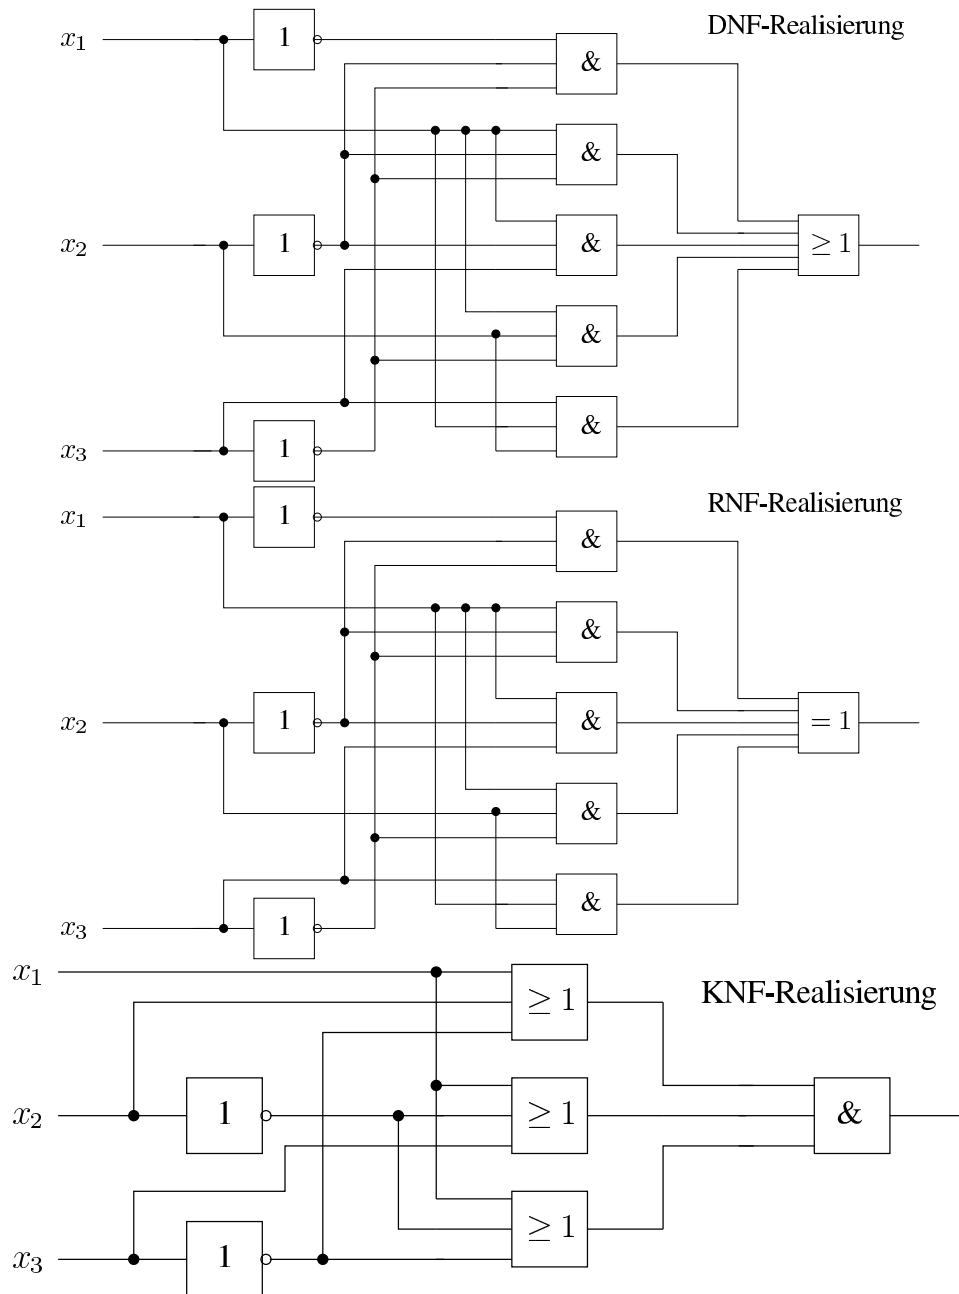 x₁ 1 DNF-Realisierung
&
&
x₂ 1 & ≥ 1
&
&
x₃ 1
x₁ 1 RNF-Realisierung
&
&
x₂ 1 & = 1
&
&
x₃ 1
x₁ ≥ 1 KNF-Realisierung
x₂ 1 ≥ 1 &
x₃ 1 ≥ 1